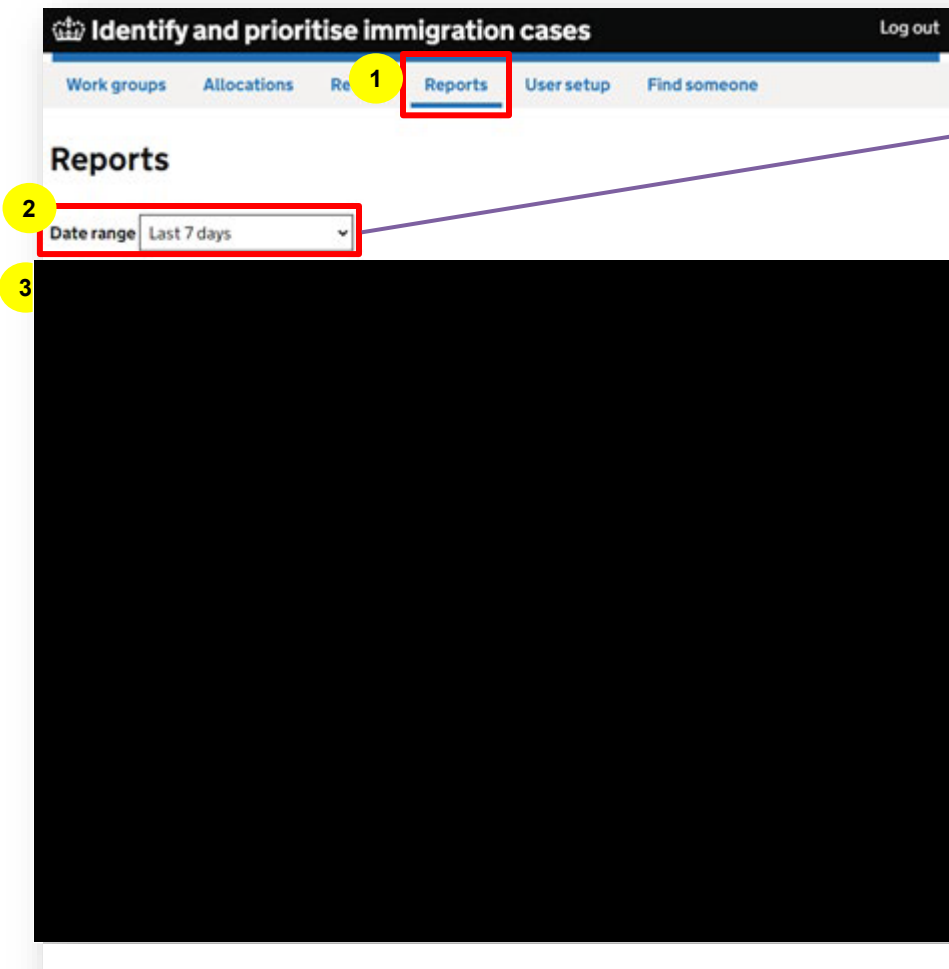 Identify and prioritise immigration cases Log out
Work groups Allocations Re 1 Reports User setup Find someone
Reports
2
Date range Last 7 days
3